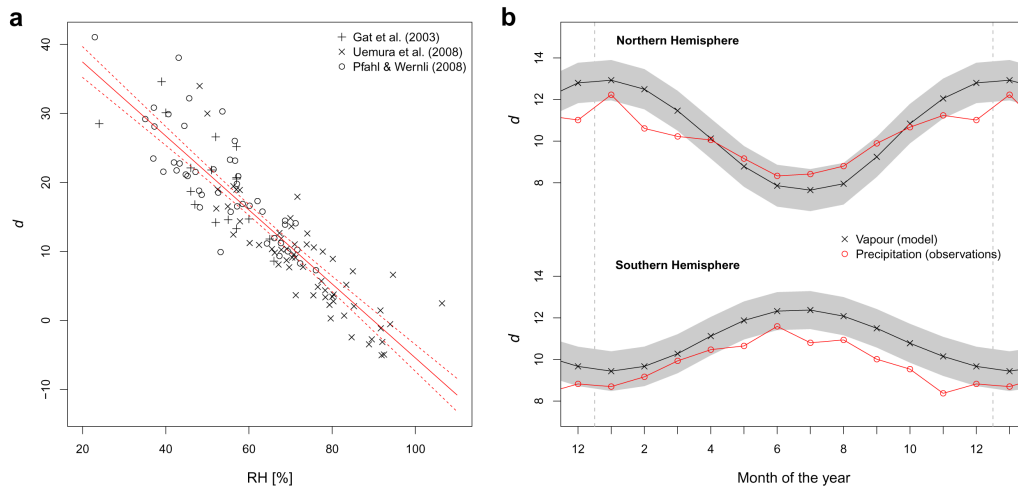 a
Gat et al. (2003)
Uemura et al. (2008)
Pfahl & Wernli (2008)
40
30
20
10
0
−10
d
20 40 60 80 100
RH [%]
b
Northern Hemisphere
14
12
10
8
d
Vapour (model)
Precipitation (observations)
Southern Hemisphere
14
12
10
8
d
12 2 4 6 8 10 12
Month of the year